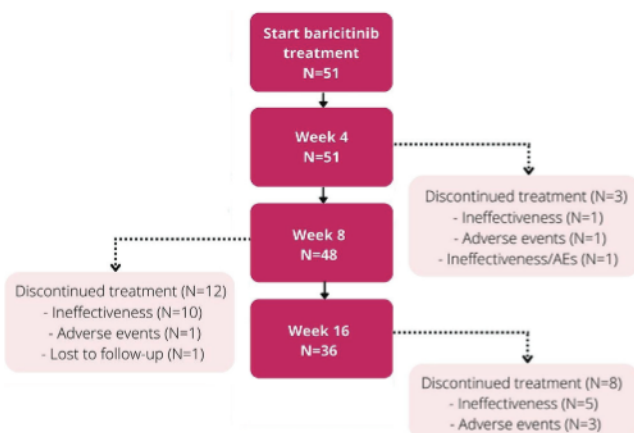 Start baricitinib
treatment
N=51
Week 4
N=51
Discontinued treatment (N=3)
- Ineffectiveness (N=1)
- Adverse events (N=1)
- Ineffectiveness/AEs (N=1)
Week 8
N=48
Discontinued treatment (N=12)
- Ineffectiveness (N=10)
- Adverse events (N=1)
- Lost to follow-up (N=1)
Week 16
N=36
Discontinued treatment (N=8)
- Ineffectiveness (N=5)
- Adverse events (N=3)